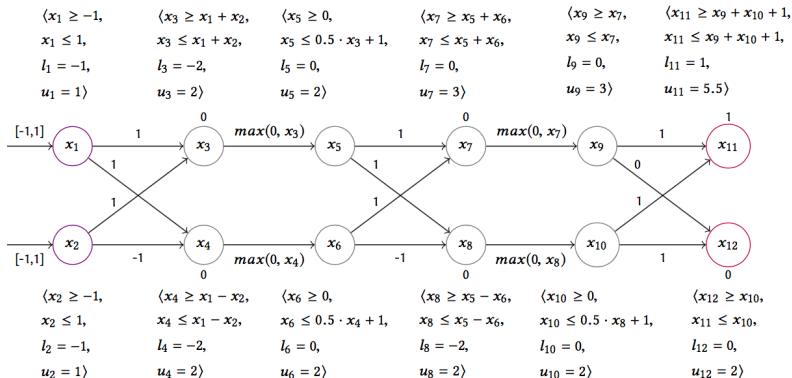 ⟨x₁ ≥ −1, ⟨x₃ ≥ x₁ + x₂, ⟨x₅ ≥ 0, ⟨x₇ ≥ x₅ + x₆, ⟨x₉ ≥ x₇, ⟨x₁₁ ≥ x₉ + x₁₀ + 1,
x₁ ≤ 1, x₃ ≤ x₁ + x₂, x₅ ≤ 0.5 · x₃ + 1, x₇ ≤ x₅ + x₆, x₉ ≤ x₇, x₁₁ ≤ x₉ + x₁₀ + 1,
l₁ = −1, l₃ = −2, l₅ = 0, l₇ = 0, l₉ = 0, l₁₁ = 1,
u₁ = 1⟩ u₃ = 2⟩ u₅ = 2⟩ u₇ = 3⟩ u₉ = 3⟩ u₁₁ = 5.5⟩
0 0 1
[-1,1] 1 max(0, x₃) 1 max(0, x₇) 1
x₁ x₃ x₅ x₇ x₉ x₁₁
1 1 0
1 1 1
x₂ x₄ x₆ x₈ x₁₀ x₁₂
[-1,1] -1 max(0, x₄) -1 max(0, x₈) 1
0 0 0
⟨x₂ ≥ −1, ⟨x₄ ≥ x₁ − x₂, ⟨x₆ ≥ 0, ⟨x₈ ≥ x₅ − x₆, ⟨x₁₀ ≥ 0, ⟨x₁₂ ≥ x₁₀,
x₂ ≤ 1, x₄ ≤ x₁ − x₂, x₆ ≤ 0.5 · x₄ + 1, x₈ ≤ x₅ − x₆, x₁₀ ≤ 0.5 · x₈ + 1, x₁₁ ≤ x₁₀,
l₂ = −1, l₄ = −2, l₆ = 0, l₈ = −2, l₁₀ = 0, l₁₂ = 0,
u₂ = 1⟩ u₄ = 2⟩ u₆ = 2⟩ u₈ = 2⟩ u₁₀ = 2⟩ u₁₂ = 2⟩